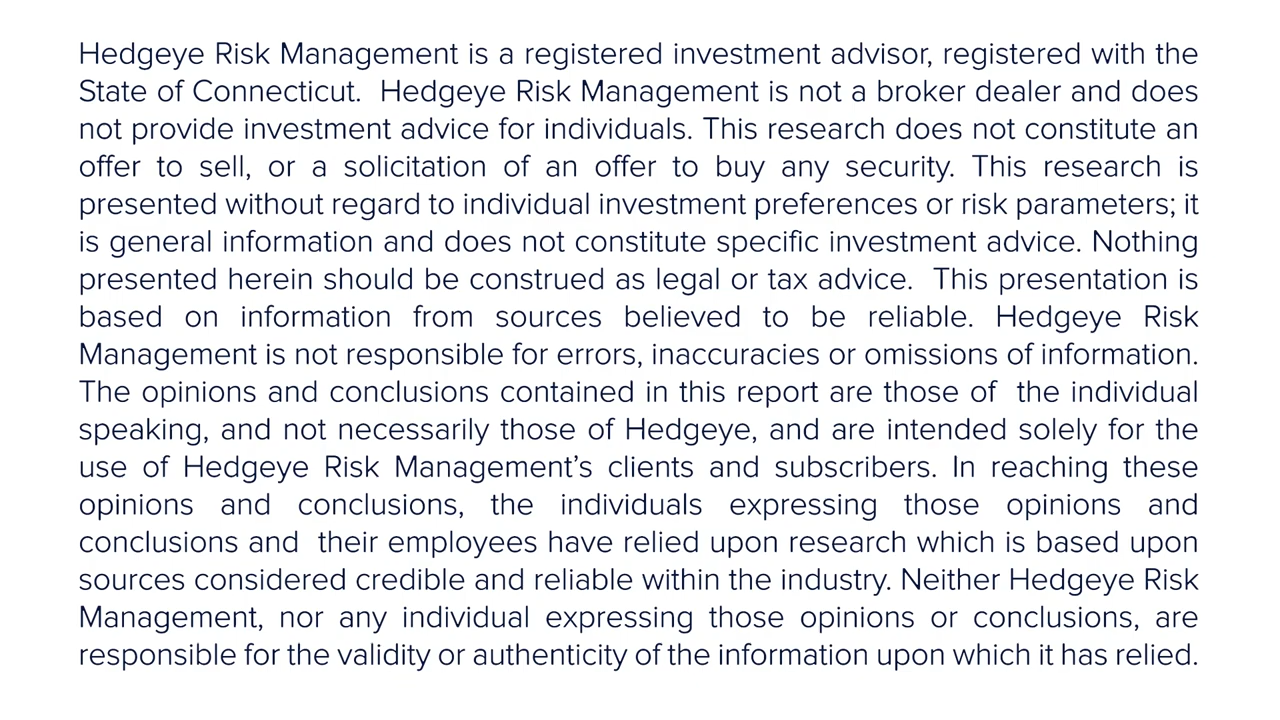 Hedgeye Risk Management is a registered investment advisor, registered with the
State of Connecticut.  Hedgeye Risk Management is not a broker dealer and does
not provide investment advice for individuals. This research does not constitute an
offer to sell, or a solicitation of an offer to buy any security. This research is
presented without regard to individual investment preferences or risk parameters; it
is general information and does not constitute specific investment advice. Nothing
presented herein should be construed as legal or tax advice.  This presentation is
based on information from sources believed to be reliable. Hedgeye Risk
Management is not responsible for errors, inaccuracies or omissions of information.
The opinions and conclusions contained in this report are those of  the individual
speaking, and not necessarily those of Hedgeye, and are intended solely for the
use of Hedgeye Risk Management’s clients and subscribers. In reaching these
opinions and conclusions, the individuals expressing those opinions and
conclusions and  their employees have relied upon research which is based upon
sources considered credible and reliable within the industry. Neither Hedgeye Risk
Management, nor any individual expressing those opinions or conclusions, are
responsible for the validity or authenticity of the information upon which it has relied.